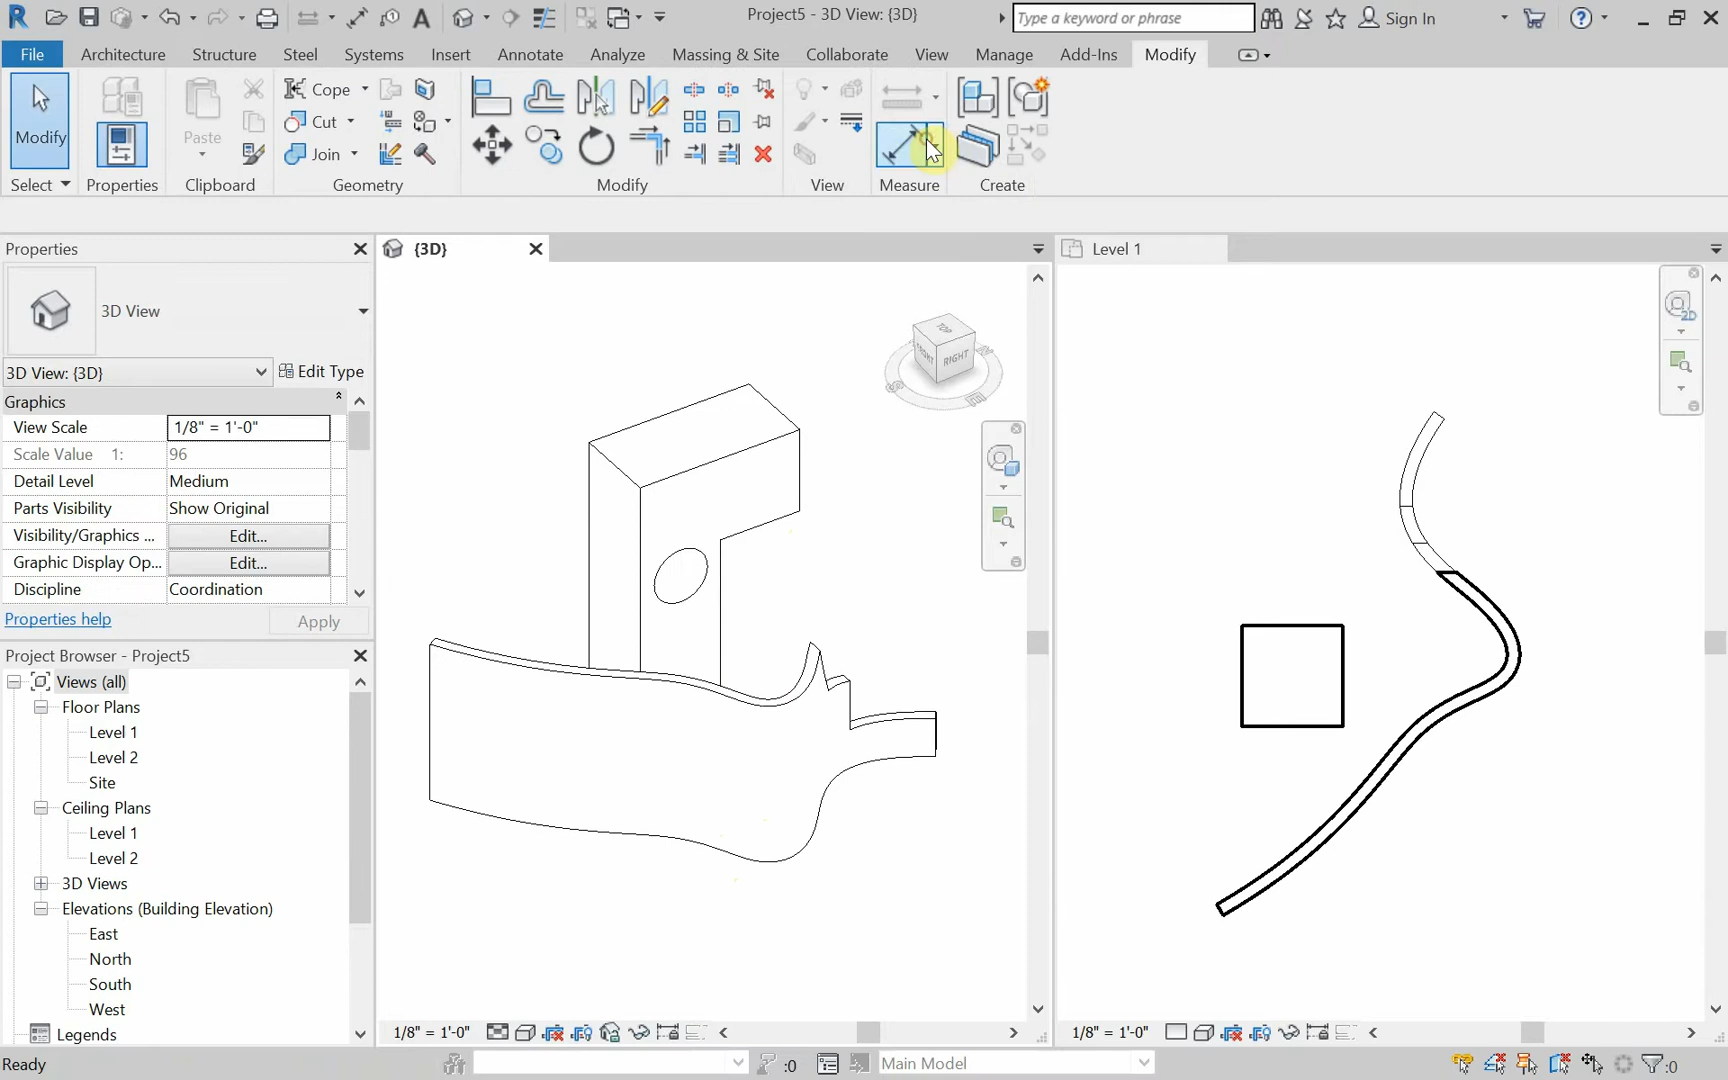 Project5 - 3D View: {3D}
Type a keyword or phrase
Sign In
File
Architecture
Structure
Steel
Systems
Insert
Annotate
Analyze
Massing & Site
Collaborate
View
Manage
Add-Ins
Modify
Modify
Paste
Cope
Cut
Join
Select
Properties
Clipboard
Geometry
Modify
View
Measure
Create
Properties
3D View
3D View: {3D}
Edit Type
Graphics
View Scale
1/8" = 1'-0"
Scale Value 1:
96
Detail Level
Medium
Parts Visibility
Show Original
Visibility/Graphics ...
Edit...
Graphic Display Op...
Edit...
Discipline
Coordination
Properties help
Apply
Project Browser - Project5
Views (all)
Floor Plans
Level 1
Level 2
Site
Ceiling Plans
Level 1
Level 2
3D Views
Elevations (Building Elevation)
East
North
South
West
Legends
{3D}
TOP
FRONT
RIGHT
1/8" = 1'-0"
Level 1
2D
1/8" = 1'-0"
Ready
:0
Main Model
:0